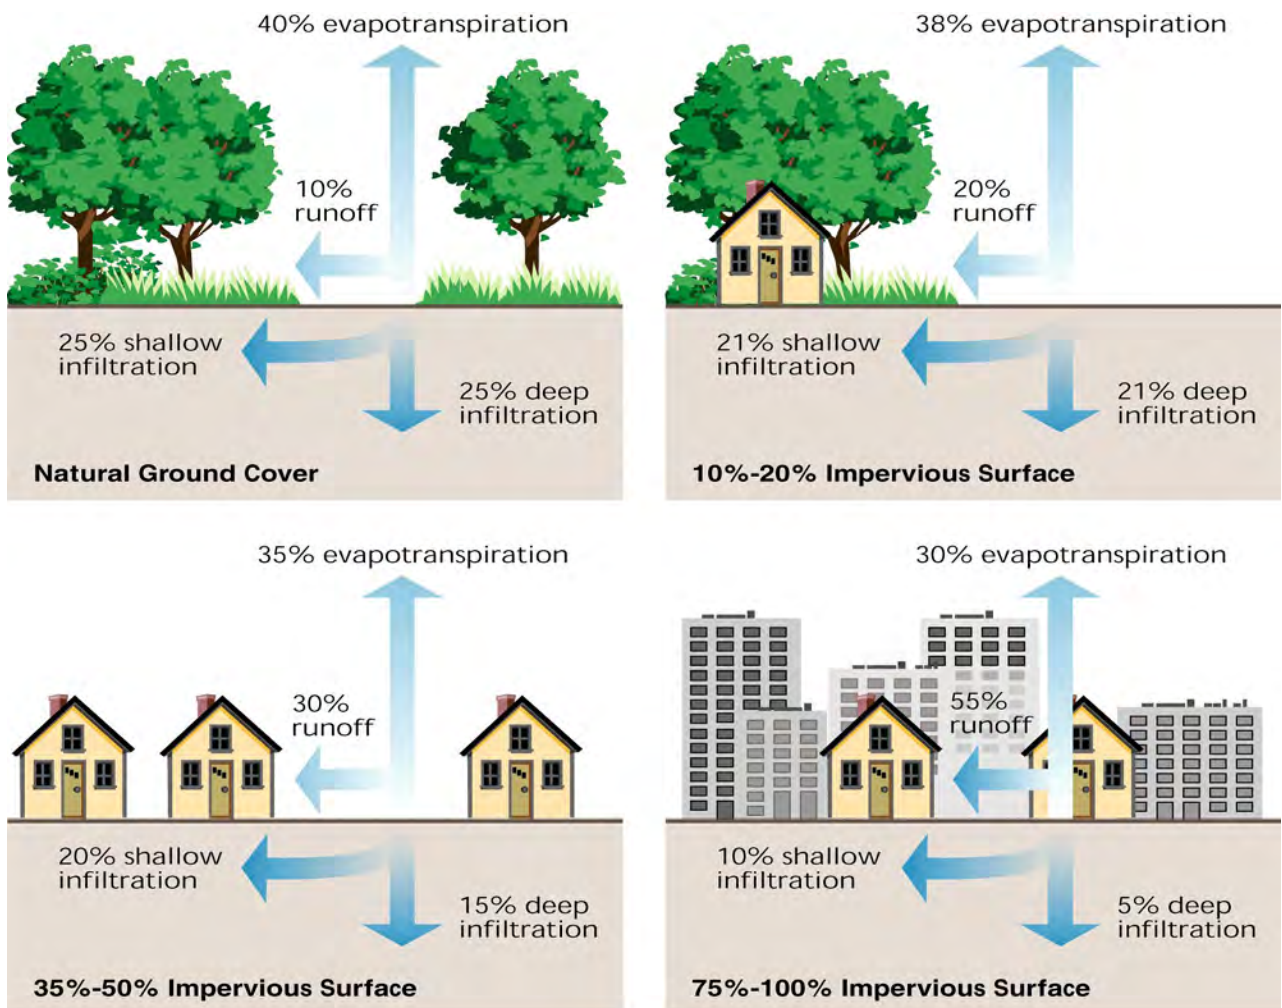 40% evapotranspiration
10%
runoff
25% shallow
infiltration
25% deep
infiltration
Natural Ground Cover
38% evapotranspiration
20%
runoff
21% shallow
infiltration
21% deep
infiltration
10%-20% Impervious Surface
35% evapotranspiration
30%
runoff
20% shallow
infiltration
15% deep
infiltration
35%-50% Impervious Surface
30% evapotranspiration
55%
runoff
10% shallow
infiltration
5% deep
infiltration
75%-100% Impervious Surface